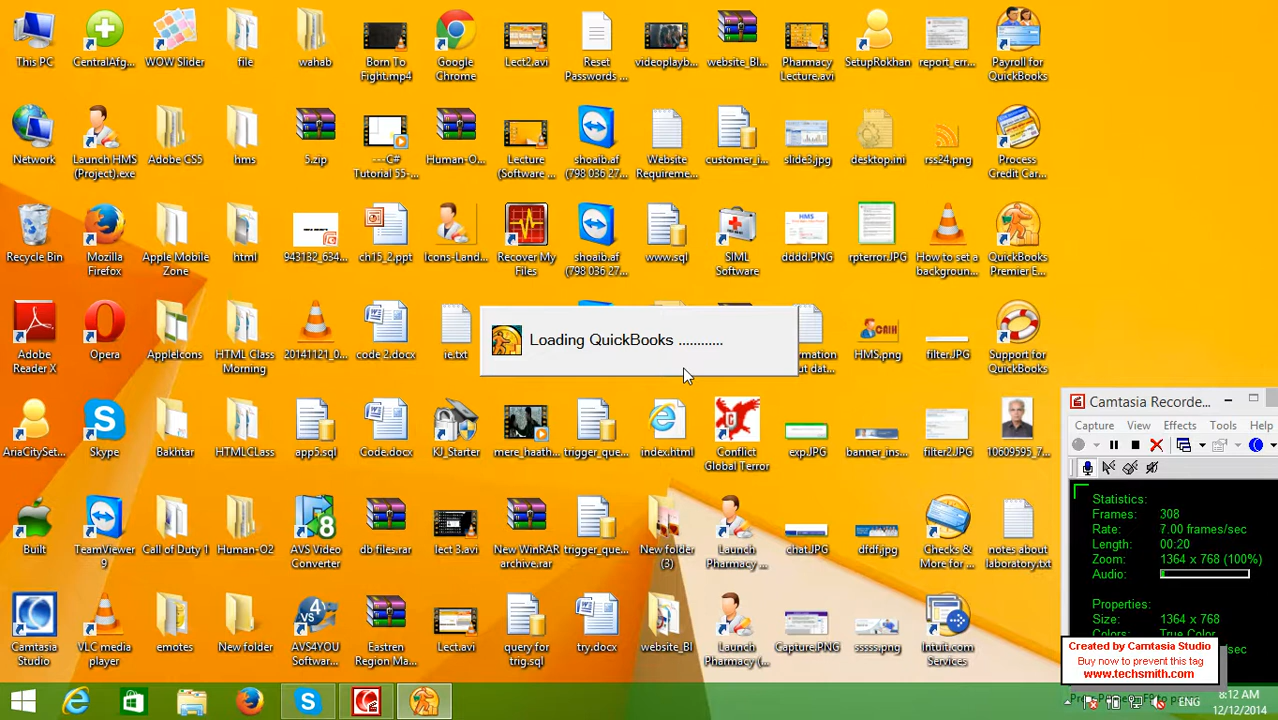 This PC
CentralAfg...
WOW Slider
file
wahab
Born To
Fight.mp4
Google
Chrome
Lect2.avi
Reset
Passwords ...
videoplayb...
website_Bl...
Pharmacy
Lecture.avi
SetupRokhan
report_err...
Payroll for
QuickBooks
Network
Launch HMS
(Project).exe
Adobe CS5
hms
5.zip
---C#
Tutorial 55-...
Human-O...
Lecture
(Software ...
shoaib.af
(798 036 27...
Website
Requireme...
customer_i...
slide3.jpg
desktop.ini
rss24.png
Process
Credit Car...
Recycle Bin
Mozilla
Firefox
Apple Mobile
Zone
html
943132_634...
ch15_2.ppt
Icons-Land...
Recover My
Files
shoaib.af
(798 036 27...
www.sql
SIML
Software
HMS
dddd.PNG
rpterror.JPG
How to set a
backgroun...
QuickBooks
Premier E...
Adobe
Reader X
Opera
AppleIcons
HTML Class
Morning
20141121_0...
code 2.docx
ie.txt
Loading QuickBooks ............
CAIH
HMS.png
filter.JPG
Support for
QuickBooks
AriaCitySet...
Skype
Bakhtar
HTMLCLass
app5.sql
Code.docx
KJ_Starter
mere_haath...
trigger_que...
index.html
Conflict
Global Terror
exp.JPG
banner_ins...
filter2.JPG
10609595_7...
Built
TeamViewer
9
Call of Duty 1
Human-O2
AVS Video
Converter
db files.rar
lect 3.avi
New WinRAR
archive.rar
trigger_que...
New folder
(3)
Launch
Pharmacy ...
chat.JPG
dfdf.jpg
Checks &
More for ...
notes about
laboratory.txt
Camtasia
Studio
VLC media
player
emotes
New folder
AVS4YOU
Softwar...
Eastren
Region Ma...
Lect.avi
query for
trig.sql
try.docx
website_Bl
Launch
Pharmacy (...
Capture.PNG
sssss.png
Intuit.com
Services
Camtasia Recorde...
Capture View Effects Tools Help
Statistics:
Frames: 308
Rate: 7.00 frames/sec
Length: 00:20
Zoom: 1364 x 768 (100%)
Audio:
Properties:
Size: 1364 x 768
Colors: True Color
Created by Camtasia Studio
Buy now to prevent this tag
www.techsmith.com
ENG
8:12 AM
12/12/2014